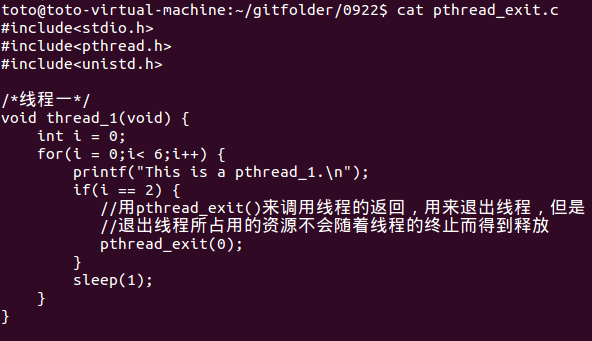 toto@toto-virtual-machine:~/gitfolder/0922$ cat pthread_exit.c
#include<stdio.h>
#include<pthread.h>
#include<unistd.h>

/*线程一*/
void thread_1(void) {
    int i = 0;
    for(i = 0;i< 6;i++) {
        printf("This is a pthread_1.\n");
        if(i == 2) {
           //用pthread_exit()来调用线程的返回，用来退出线程，但是
           //退出线程所占用的资源不会随着线程的终止而得到释放
           pthread_exit(0);
        }
        sleep(1);
    }
}